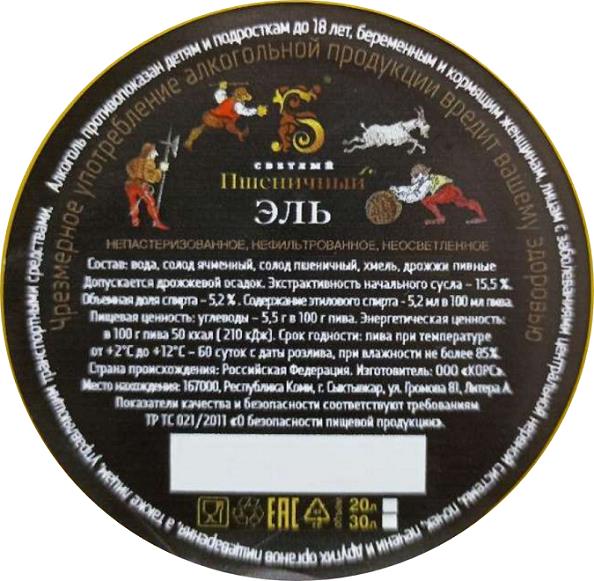 Алкоголь противопоказан детям и подросткам до 18 лет, беременным и кормящим женщинам, лицам с заболеваниями центральной нервной системы, почек, печени и других органов пищеварения, а также лицам, управляющим транспортными средствами.
Чрезмерное употребление алкогольной продукции вредит вашему здоровью
Б
СВЕТЛЫЙ
Пшеничный
ЭЛЬ
НЕПАСТЕРИЗОВАННОЕ, НЕФИЛЬТРОВАННОЕ, НЕОСВЕТЛЕННОЕ
Состав: вода, солод ячменный, солод пшеничный, хмель, дрожжи пивные
Допускается дрожжевой осадок. Экстрактивность начального сусла – 15,5 %.
Объемная доля спирта – 5,2 %. Содержание этилового спирта - 5,2 мл в 100 мл пива.
Пищевая ценность: углеводы – 5,5 г в 100 г пива. Энергетическая ценность:
в 100 г пива 50 ккал ( 210 кДж). Срок годности: пива при температуре
от +2°С до +12°С – 60 суток с даты розлива, при влажности не более 85%.
Страна происхождения: Российская Федерация. Изготовитель: ООО «КОРС».
Место нахождения: 167000, Республика Коми, г. Сыктывкар, ул. Громова 81, Литера А.
Показатели качества и безопасности соответствуют требованиям
ТР ТС 021/2011 «О безопасности пищевой продукции».
EAC
Объем:
20л
30л